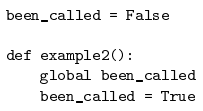 been_called = False
def example2():
    global been_called
    been_called = True